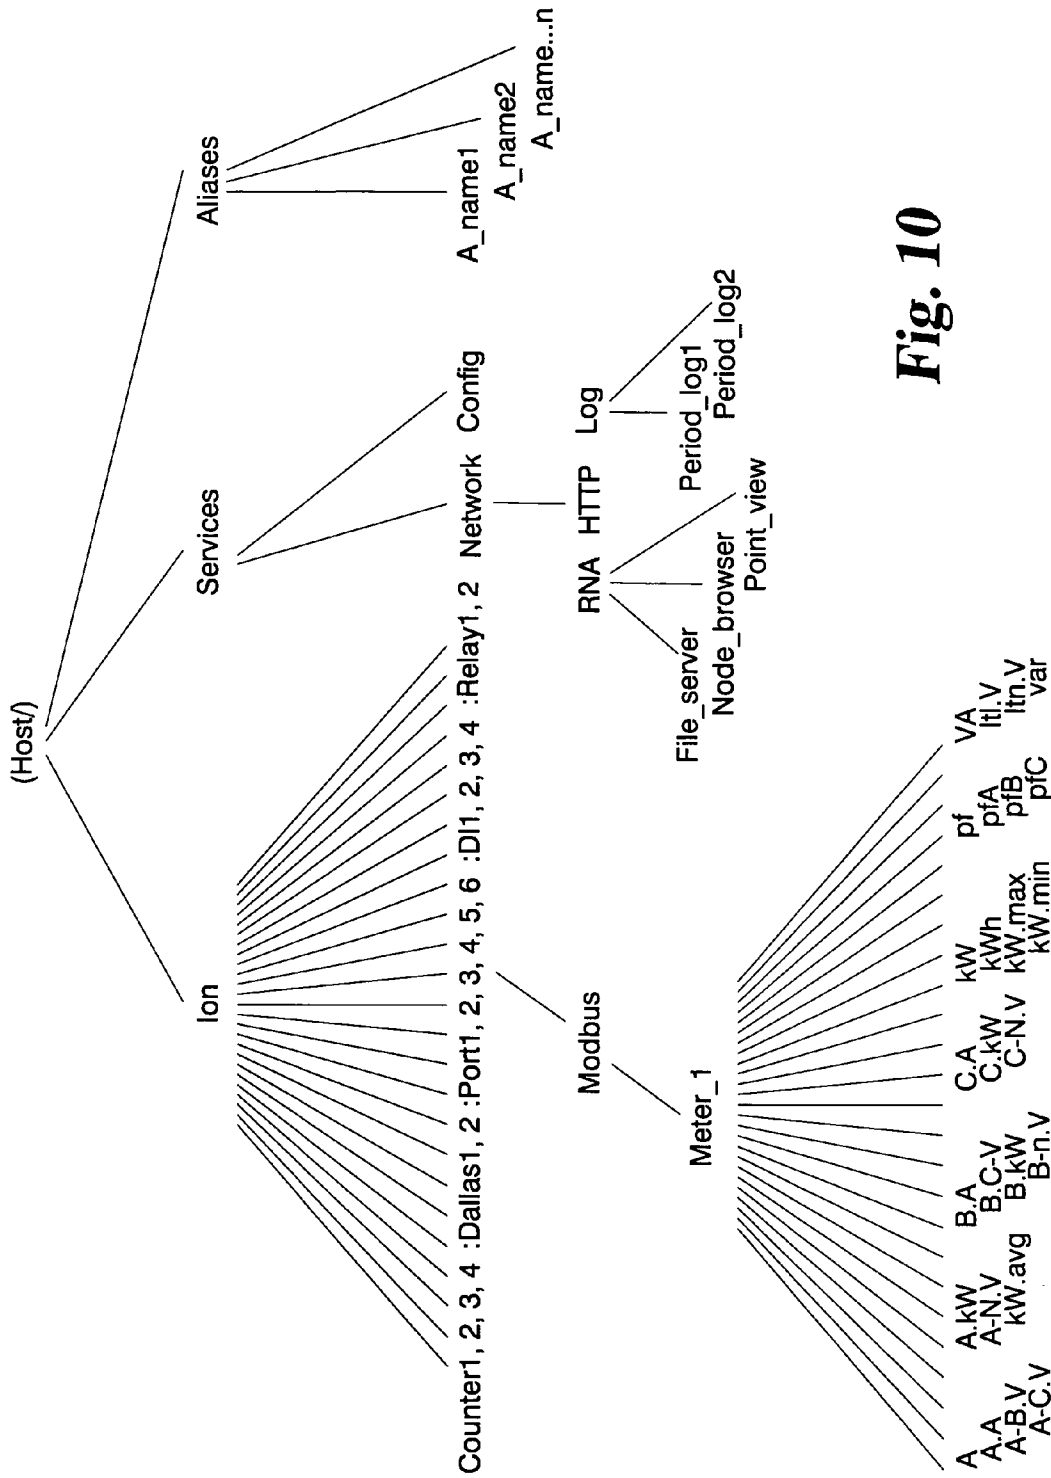 (Host/)
Ion
Services
Aliases
Counter1, 2, 3, 4 :Dallas1, 2 :Port1, 2, 3, 4, 5, 6 :DI1, 2, 3, 4 :Relay1, 2
Network
Config
A_name1
A_name2
A_name...n
Modbus
RNA
HTTP
Log
Meter_1
File_server
Node_browser
Point_view
Period_log1
Period_log2
A
A.A
A-B.V
A-C.V
A.kW
A-N.V
kW.avg
B.A
B.C-V
B.kW
B-n.V
C.A
C.kW
C-N.V
kW
kWh
kW.max
kW.min
pf
pfA
pfB
pfC
VA
ltl.V
ltn.V
var
Fig. 10